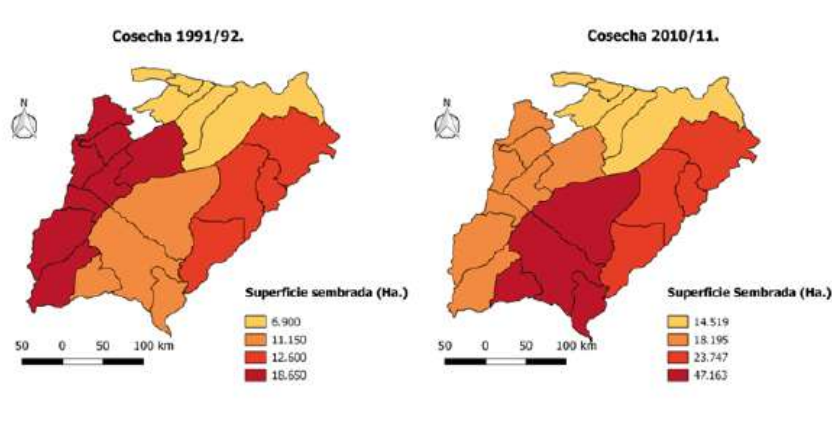 Cosecha 1991/92.
N
Superficie sembrada (Ha.)
6.900
11.150
12.600
18.650
50 0 50 100 km
Cosecha 2010/11.
N
Superficie Sembrada (Ha.)
14.519
18.195
23.747
47.163
50 0 50 100 km